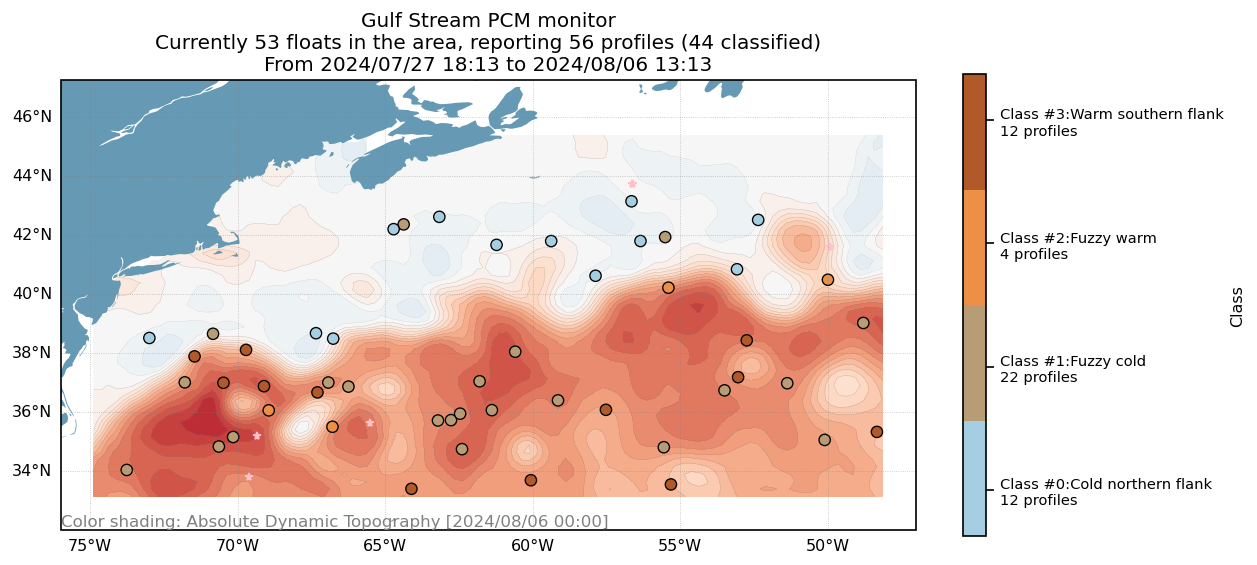 Gulf Stream PCM monitor
Currently 53 floats in the area, reporting 56 profiles (44 classified)
From 2024/07/27 18:13 to 2024/08/06 13:13
46°N
44°N
42°N
40°N
38°N
36°N
34°N
Color shading: Absolute Dynamic Topography [2024/08/06 00:00]
75°W
70°W
65°W
60°W
55°W
50°W
Class #3:Warm southern flank
12 profiles
Class #2:Fuzzy warm
4 profiles
Class #1:Fuzzy cold
22 profiles
Class #0:Cold northern flank
12 profiles
Class